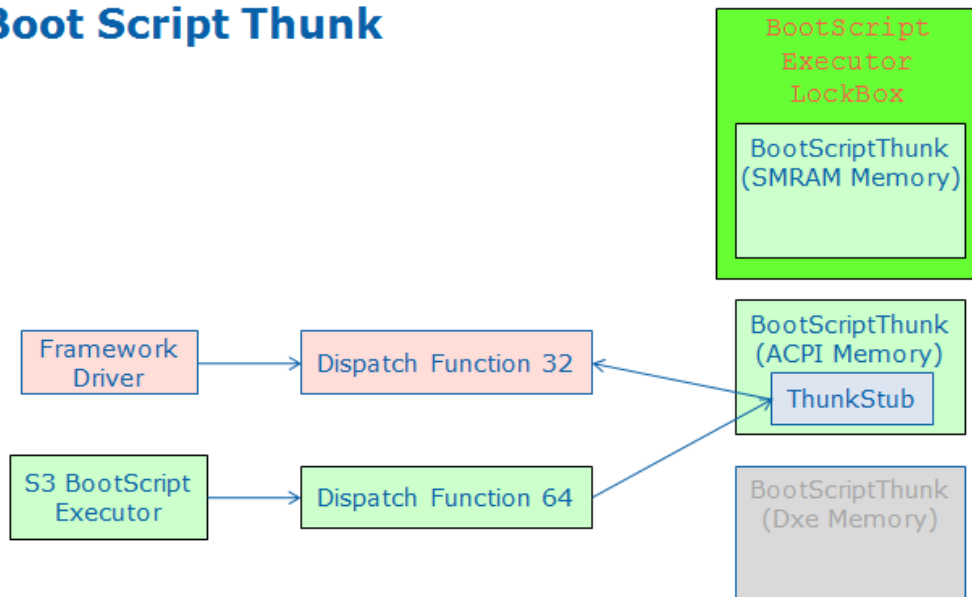 Boot Script Thunk
BootScript
Executor
LockBox
BootScriptThunk
(SMRAM Memory)
BootScriptThunk
(ACPI Memory)
ThunkStub
Framework
Driver
Dispatch Function 32
S3 BootScript
Executor
Dispatch Function 64
BootScriptThunk
(Dxe Memory)